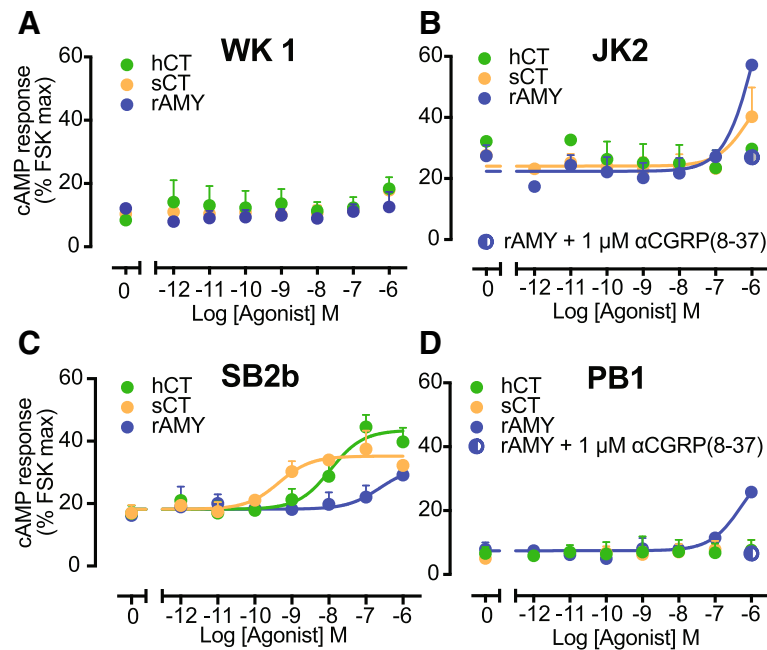 A
WK 1
hCT
sCT
rAMY
cAMP response
(% FSK max)
60
40
20
0
0 -12 -11 -10 -9 -8 -7 -6
Log [Agonist] M
B
JK2
hCT
sCT
rAMY
60
40
20
0
rAMY + 1 µM αCGRP(8-37)
0 -12 -11 -10 -9 -8 -7 -6
Log [Agonist] M
C
SB2b
hCT
sCT
rAMY
cAMP response
(% FSK max)
60
40
20
0
0 -12 -11 -10 -9 -8 -7 -6
Log [Agonist] M
D
PB1
hCT
sCT
rAMY
rAMY + 1 µM αCGRP(8-37)
60
40
20
0
0 -12 -11 -10 -9 -8 -7 -6
Log [Agonist] M